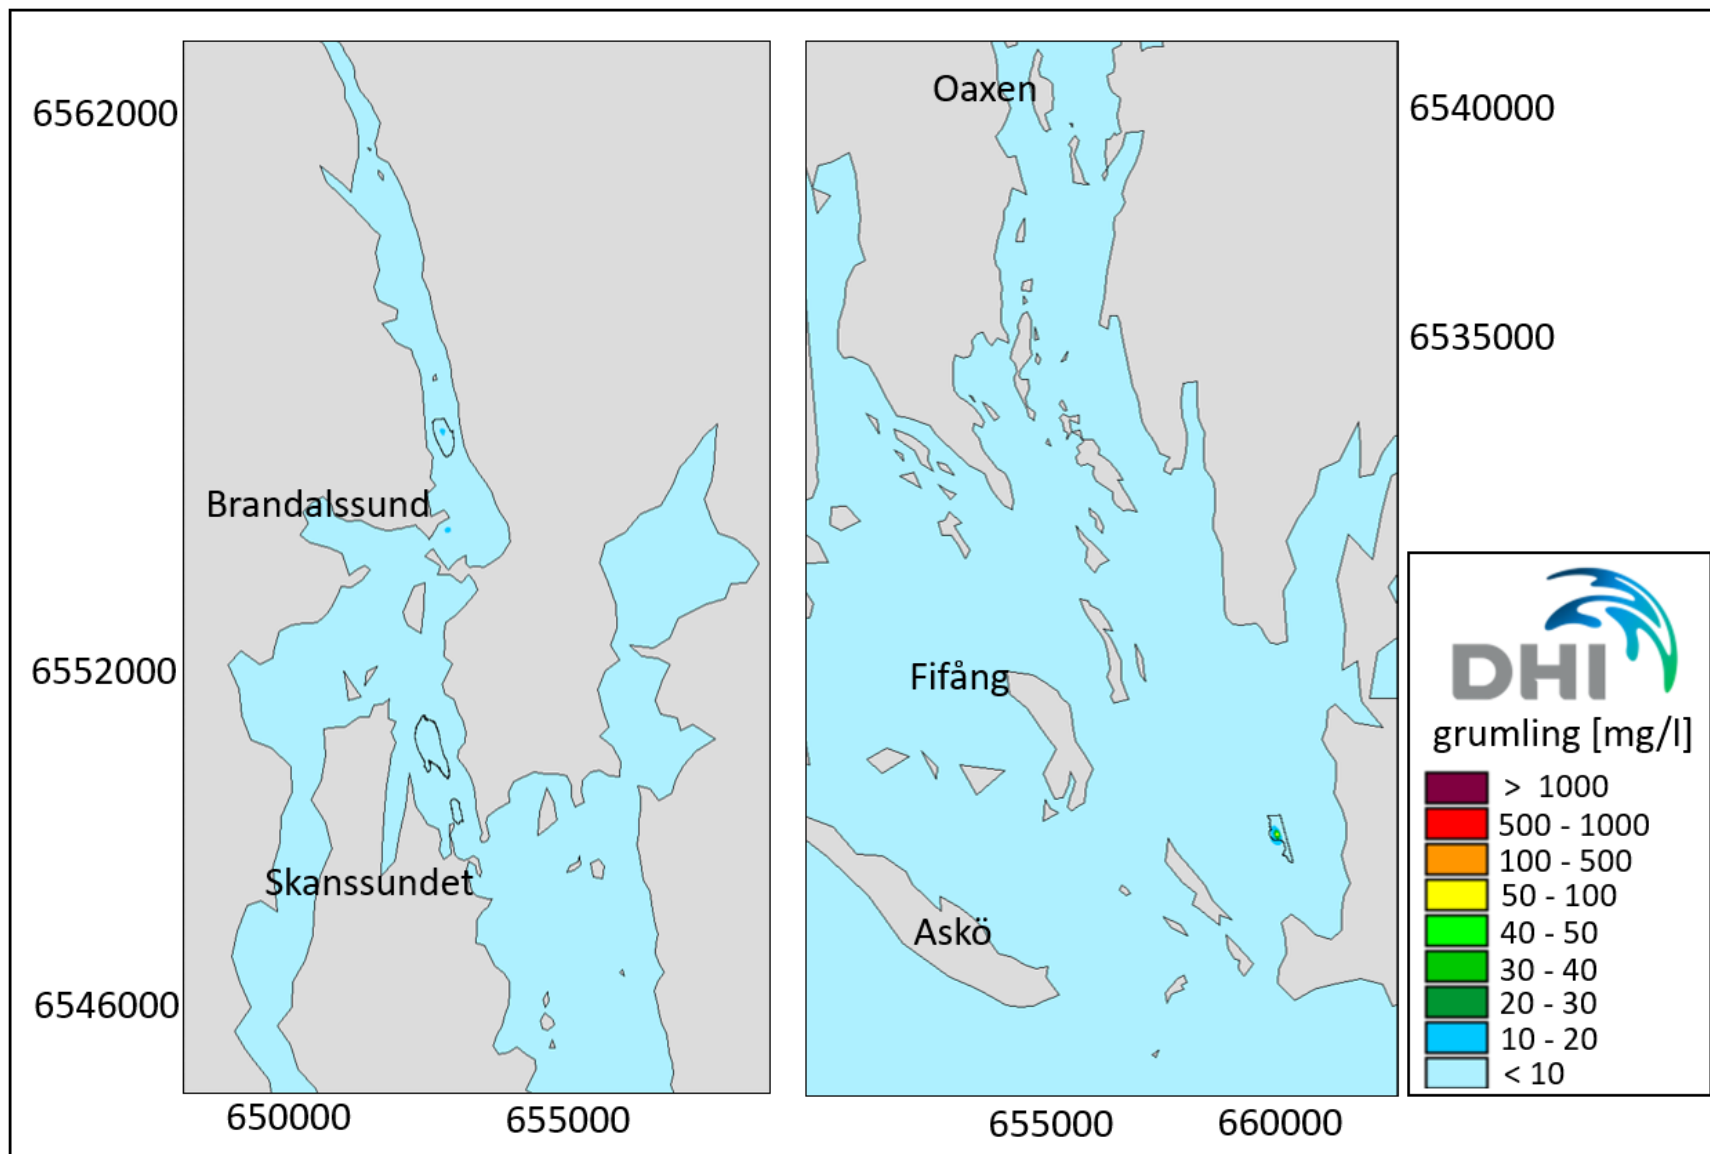 6562000
Brandalssund
6552000
Skanssundet
6546000
650000
655000
Oaxen
6540000
6535000
Fifång
Askö
655000
660000
DHI
grumling [mg/l]
> 1000
500 - 1000
100 - 500
50 - 100
40 - 50
30 - 40
20 - 30
10 - 20
< 10